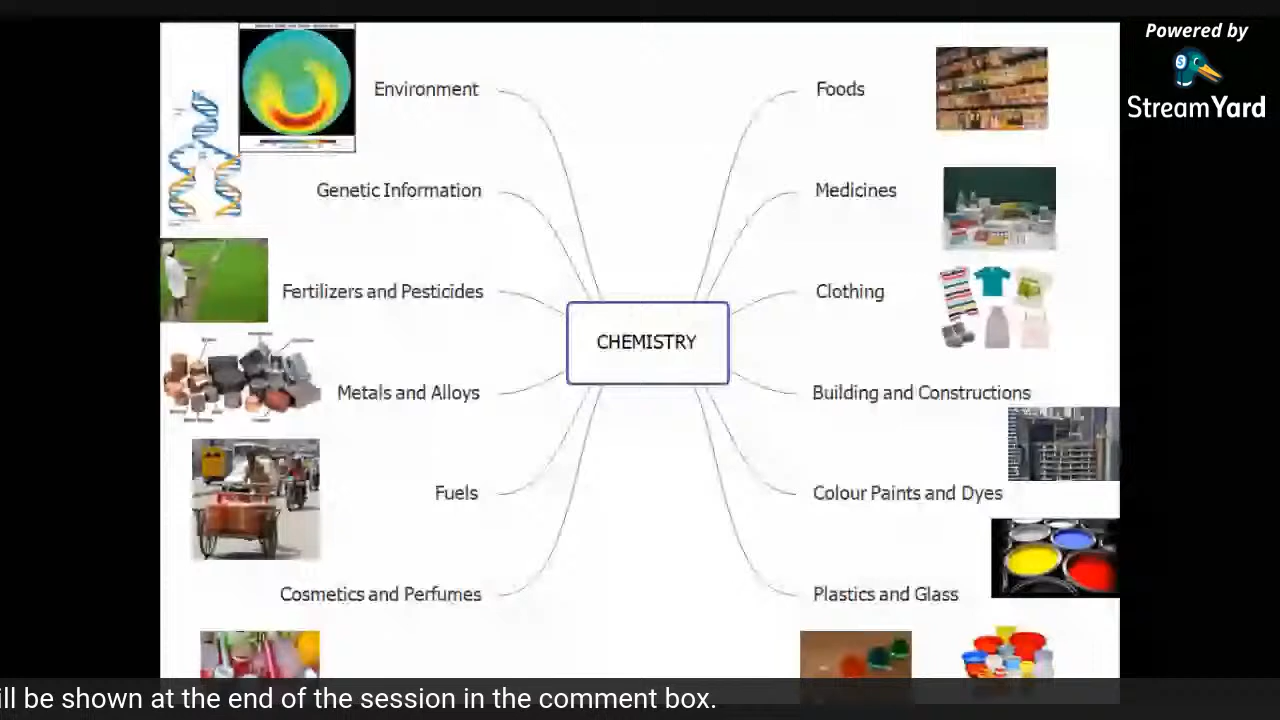 Powered by
StreamYard
Environment
Foods
Genetic Information
Medicines
Fertilizers and Pesticides
Clothing
CHEMISTRY
Metals and Alloys
Building and Constructions
Fuels
Colour Paints and Dyes
Cosmetics and Perfumes
Plastics and Glass
ill be shown at the end of the session in the comment box.